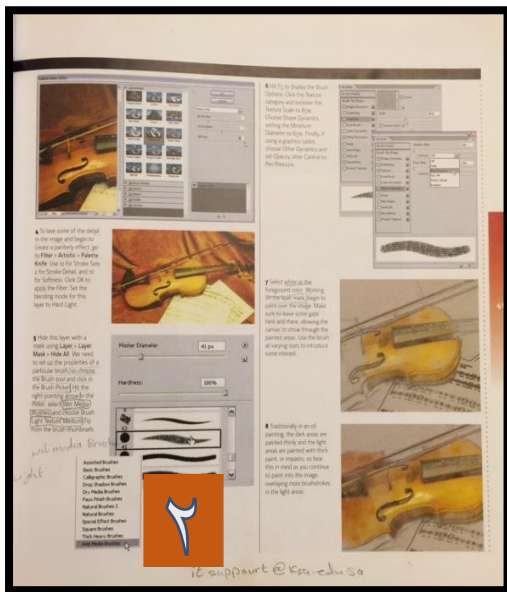 4 To lose some of the detail
in the image and begin to
create a painterly effect, go
to Filter > Artistic > Palette
Knife. Use 10 for Stroke Size,
2 for Stroke Detail, and 10
for Softness. Click OK to
apply the filter. Set the
blending mode for this
layer to Hard Light.
5 Hide this layer with a
mask using Layer > Layer
Mask > Hide All. We need
to set up the properties of a
particular brush, so choose
the Brush tool and click in
the Brush Picker. Hit the
right-pointing arrow in the
Picker, select Wet Media
Brushes and choose Brush
Light Texture Medium Tip
from the brush thumbnails.
Master Diameter
41 px
Hardness:
100%
Assorted Brushes
Basic Brushes
Calligraphic Brushes
Drop Shadow Brushes
Dry Media Brushes
Faux Finish Brushes
Natural Brushes 2
Natural Brushes
Special Effect Brushes
Square Brushes
Thick Heavy Brushes
Wet Media Brushes
6 Hit F5 to display the Brush
Options. Click the Texture
category and increase the
Texture Scale to
Choose Shape Dynamics,
setting the Minimum
Diameter to Finally, if
using a graphics tablet,
choose Other Dynamics and
set Opacity Jitter Control to
Pen Pressure.
7 Select white as the
foreground color. Working
on the layer mask, begin to
paint over the image. Make
sure to leave some gaps
here and there, allowing the
canvas to show through the
painted areas. Use the brush
at varying sizes to introduce
some interest.
8 Traditionally in an oil
painting, the dark areas are
painted thinly and the light
areas are painted with thick
paint, or impasto, so bear
this in mind as you continue
to paint into the image,
overlaying more brushstrokes
in the light areas.
٢
it suppourt @ ksu.edu.sa